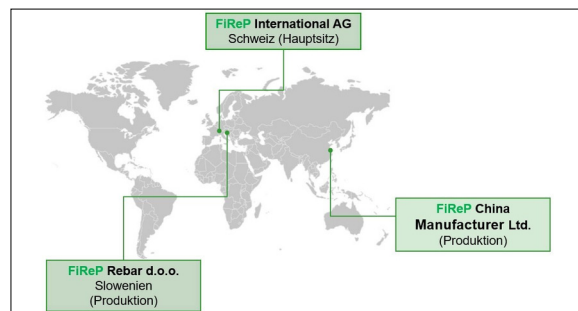 FiReP International AG
Schweiz (Hauptsitz)
FiReP China
Manufacturer Ltd.
(Produktion)
FiReP Rebar d.o.o.
Slowenien
(Produktion)